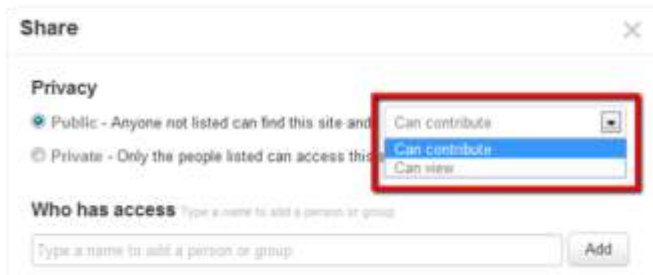 Share
Privacy
Public - Anyone not listed can find this site and Can contribute
Private - Only the people listed can access this
Can contribute
Can view
Who has access Type a name to add a person or group
Type a name to add a person or group Add